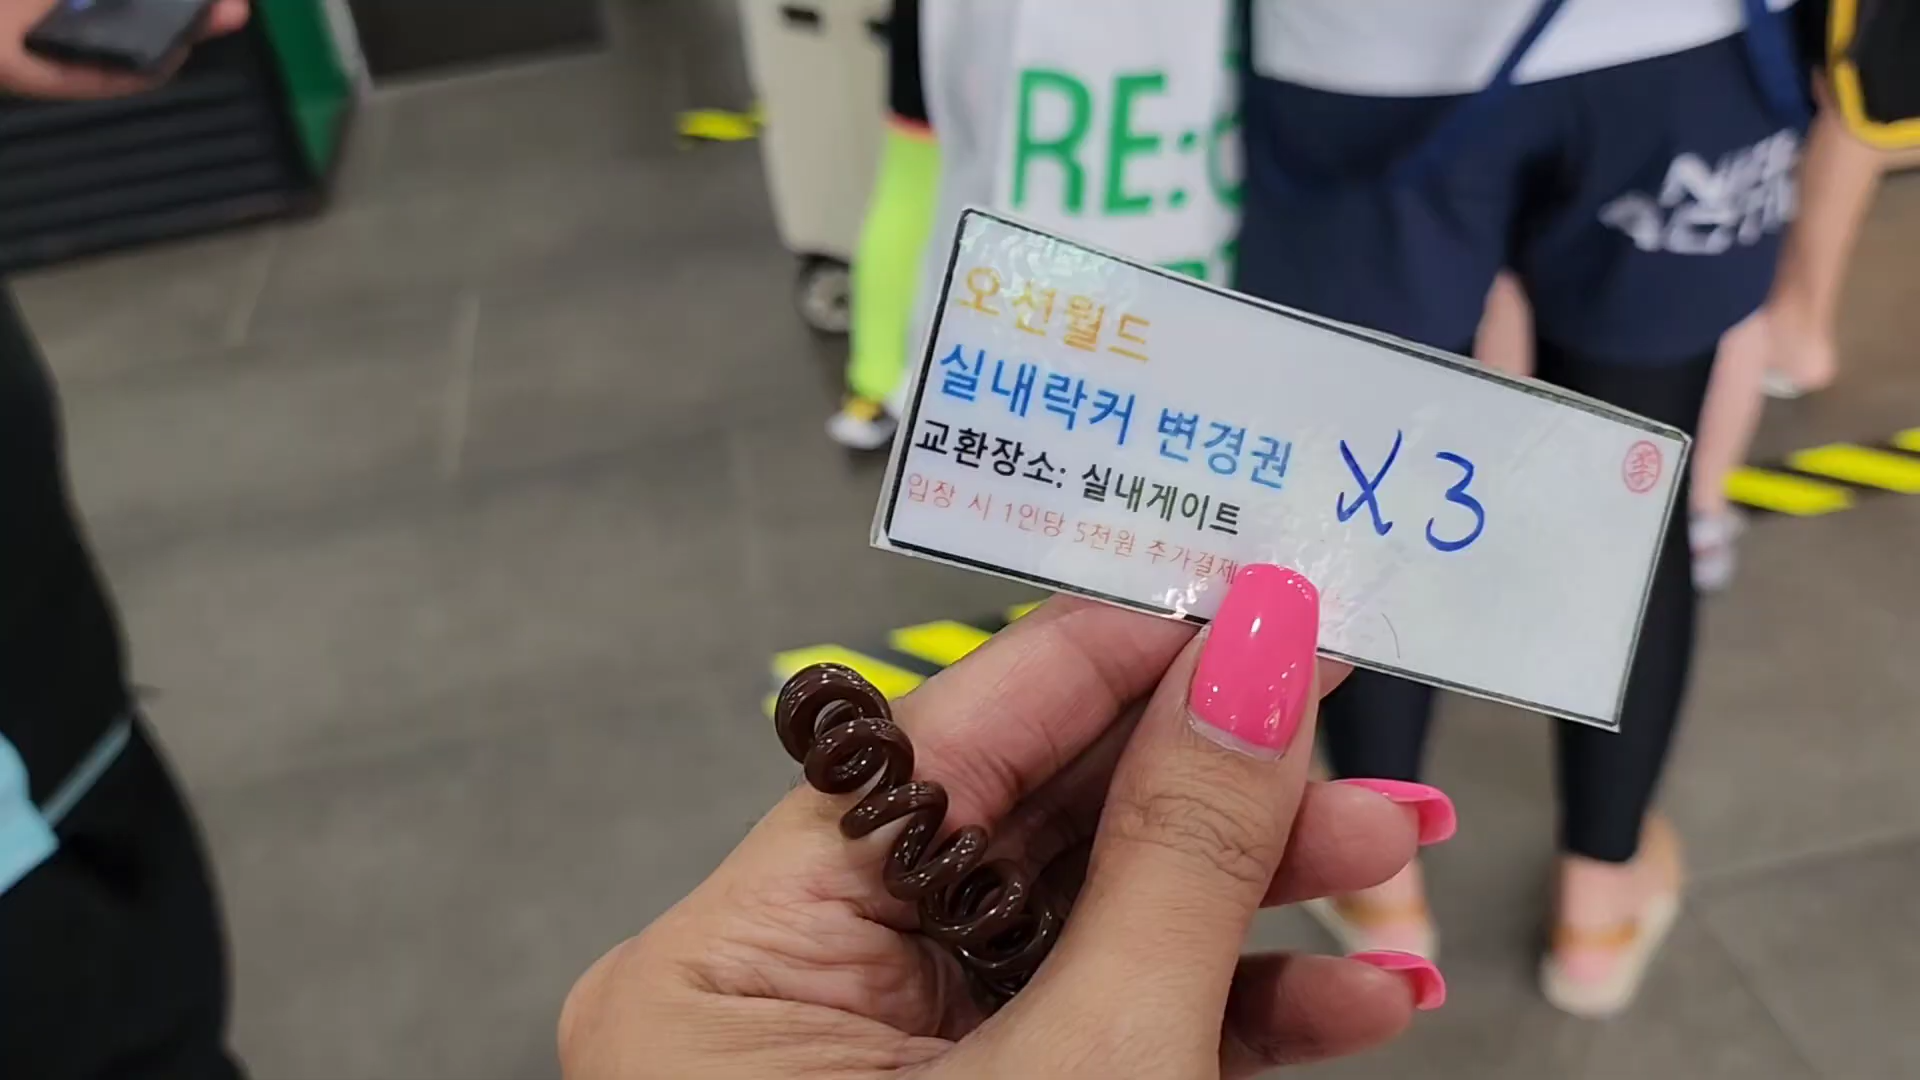 RE:
오션월드
실내락커 변경권
X3
교환장소: 실내게이트
입장 시 1인당 5천원 추가결제